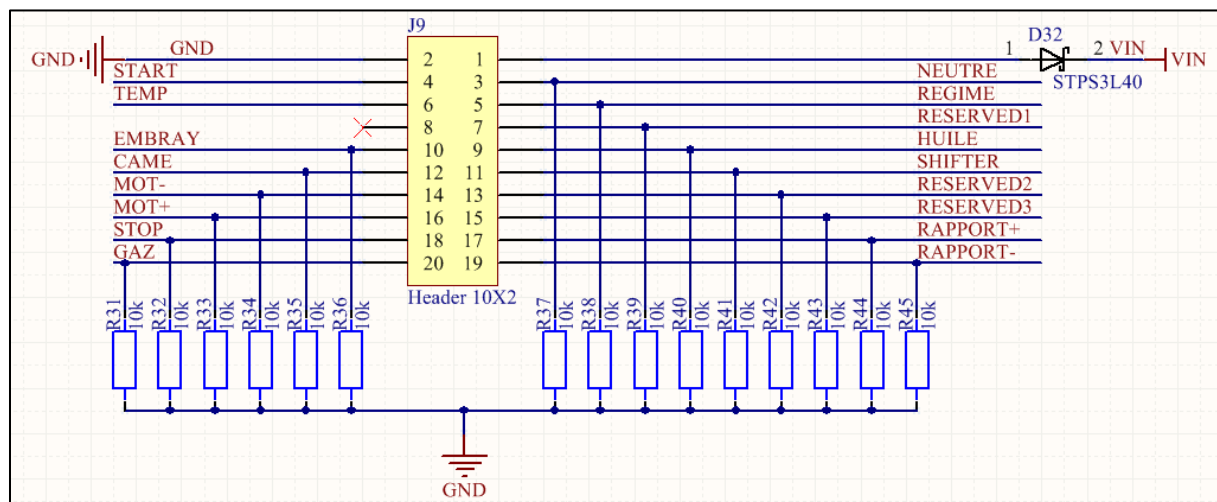 J9
D32
GND GND 2 1 1 2 VIN VIN
START 4 3 NEUTRE STPS3L40
TEMP 6 5 REGIME
8 7 RESERVED1
EMBRAY 10 9 HUILE
CAME 12 11 SHIFTER
MOT- 14 13 RESERVED2
MOT+ 16 15 RESERVED3
STOP 18 17 RAPPORT+
GAZ 20 19 RAPPORT-
Header 10X2
R31 10k
R32 10k
R33 10k
R34 10k
R35 10k
R36 10k
R37 10k
R38 10k
R39 10k
R40 10k
R41 10k
R42 10k
R43 10k
R44 10k
R45 10k
GND